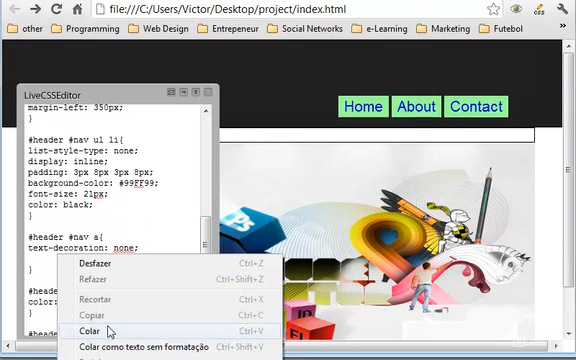 file:///C:/Users/Victor/Desktop/project/index.html
other Programming Web Design Entrepeneur Social Networks e-Learning Marketing Futebol
LiveCSSEditor
margin-left: 350px;
}
Home About Contact
#header #nav ul li{
list-style-type: none;
display: inline;
padding: 3px 8px 3px 8px;
background-color: #99FF99;
font-size: 21px;
color: black;
}
#header #nav a{
text-decoration: none;
}
Desfazer Ctrl+Z
Refazer Ctrl+Shift+Z
Recortar Ctrl+X
Copiar Ctrl+C
Colar Ctrl+V
Colar como texto sem formatação Ctrl+Shift+V